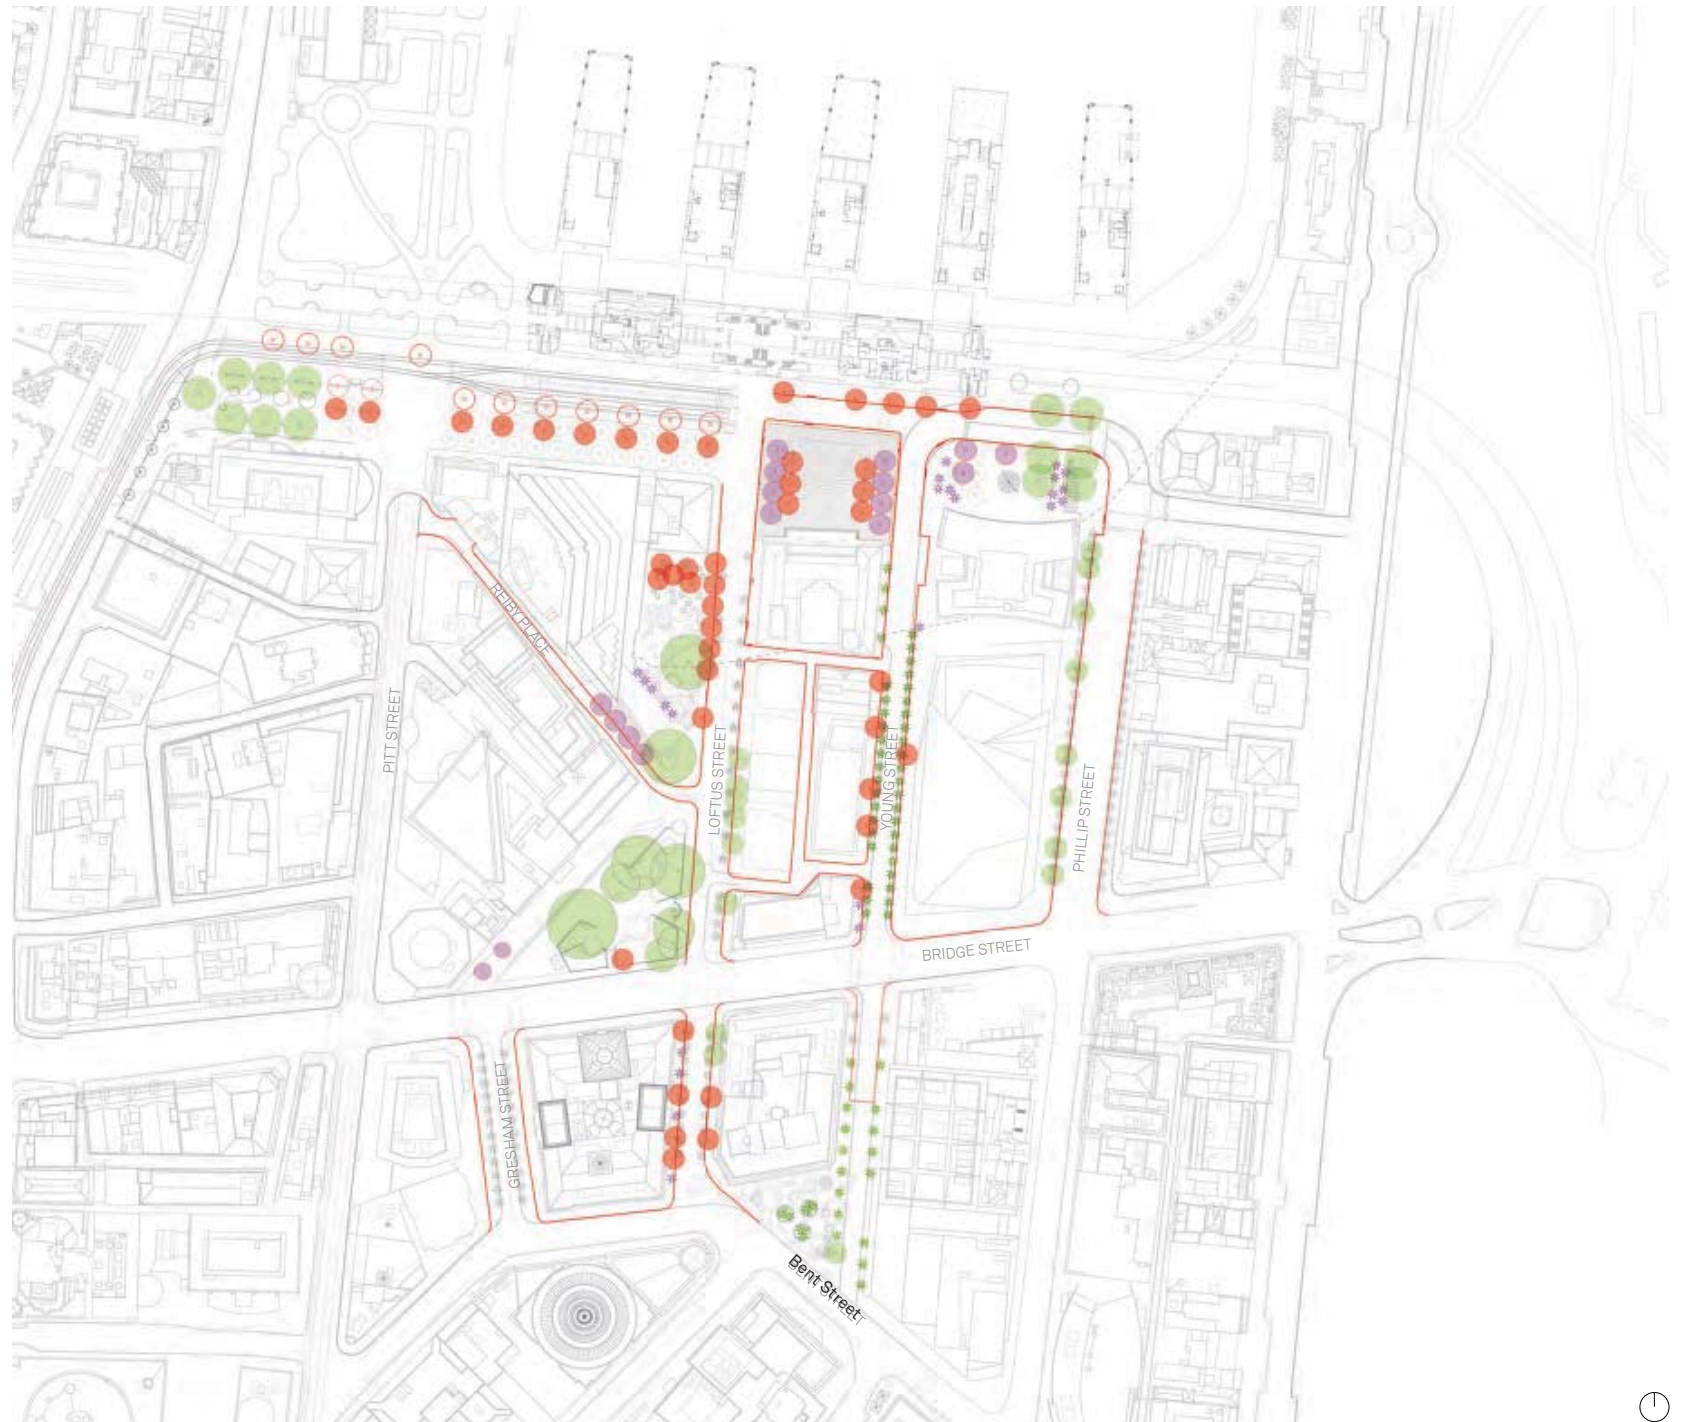 REIBY PLACE
PITT STREET
LOFTUS STREET
YOUNG STREET
PHILLIP STREET
BRIDGE STREET
GRESHAM STREET
Bent Street